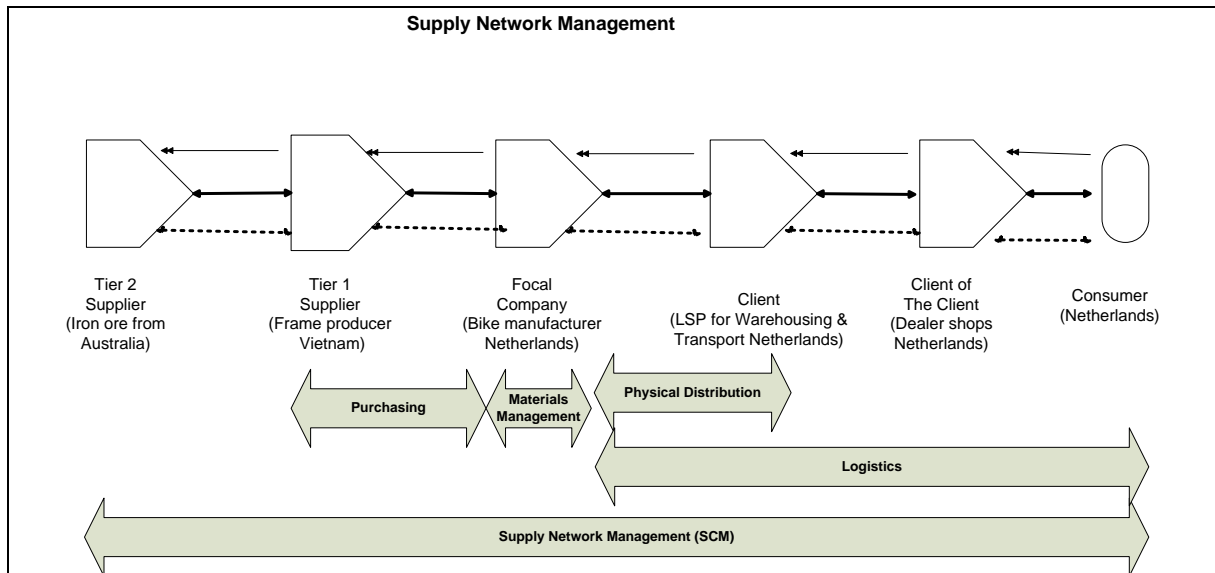 Supply Network Management
Tier 2
Supplier
(Iron ore from
Australia)
Tier 1
Supplier
(Frame producer
Vietnam)
Focal
Company
(Bike manufacturer
Netherlands)
Client
(LSP for Warehousing &
Transport Netherlands)
Client of
The Client
(Dealer shops
Netherlands)
Consumer
(Netherlands)
Purchasing
Materials
Management
Physical Distribution
Logistics
Supply Network Management (SCM)